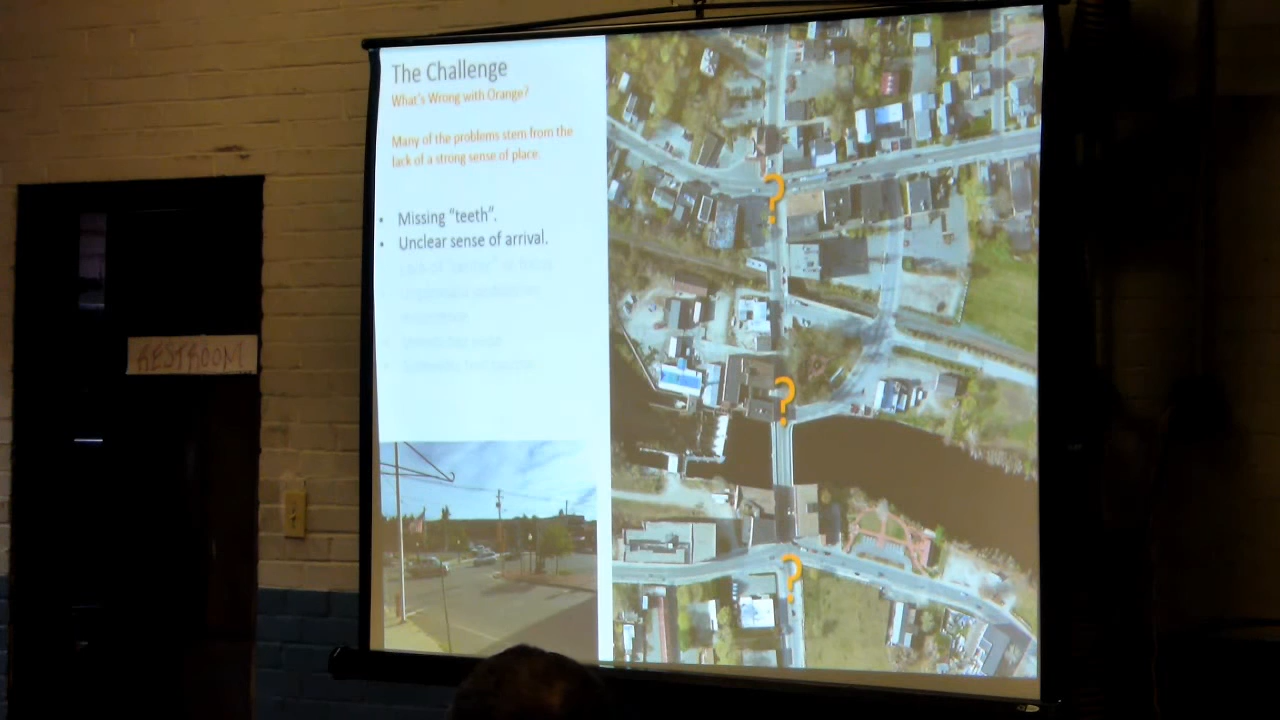 The Challenge
What's Wrong with Orange?
Many of the problems stem from the
lack of a strong sense of place.
• Missing "teeth".
• Unclear sense of arrival.
RESTROOM
?
?
?